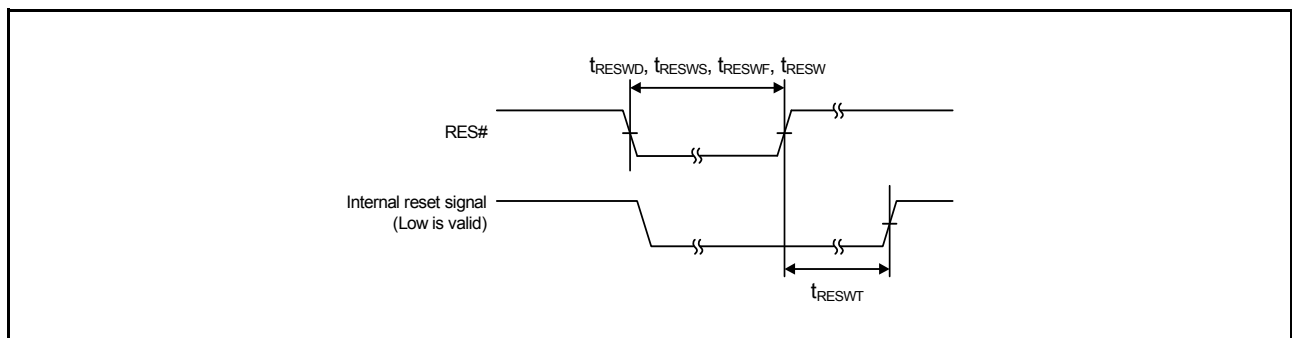 tRESWD, tRESWS, tRESWF, tRESW
RES#
Internal reset signal
(Low is valid)
tRESWT